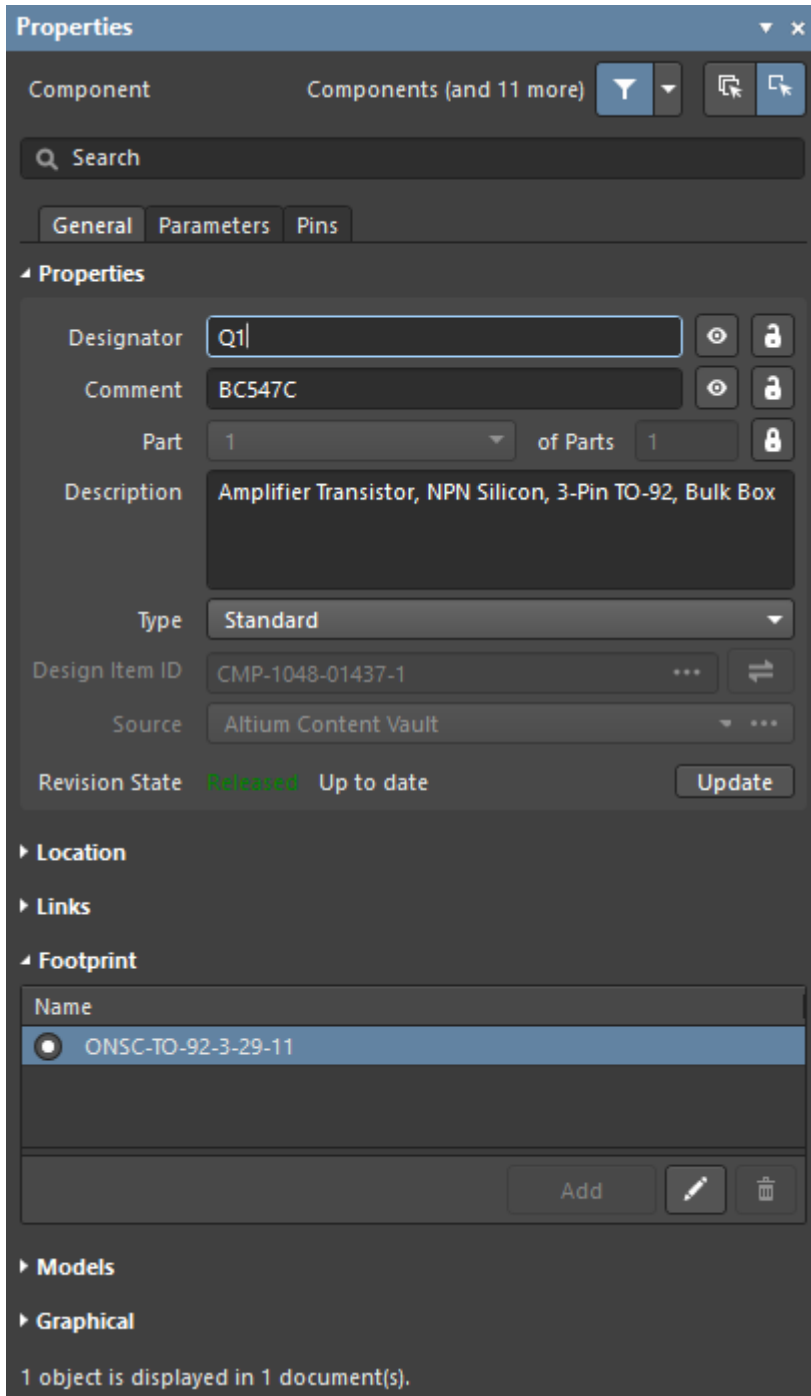 Properties
Component Components (and 11 more)
Search
General Parameters Pins
Properties
Designator Q1
Comment BC547C
Part 1 of Parts 1
Description Amplifier Transistor, NPN Silicon, 3-Pin TO-92, Bulk Box
Type Standard
Design Item ID CMP-1048-01437-1
Source Altium Content Vault
Revision State Released Up to date Update
Location
Links
Footprint
Name
ONSC-TO-92-3-29-11
Add
Models
Graphical
1 object is displayed in 1 document(s).